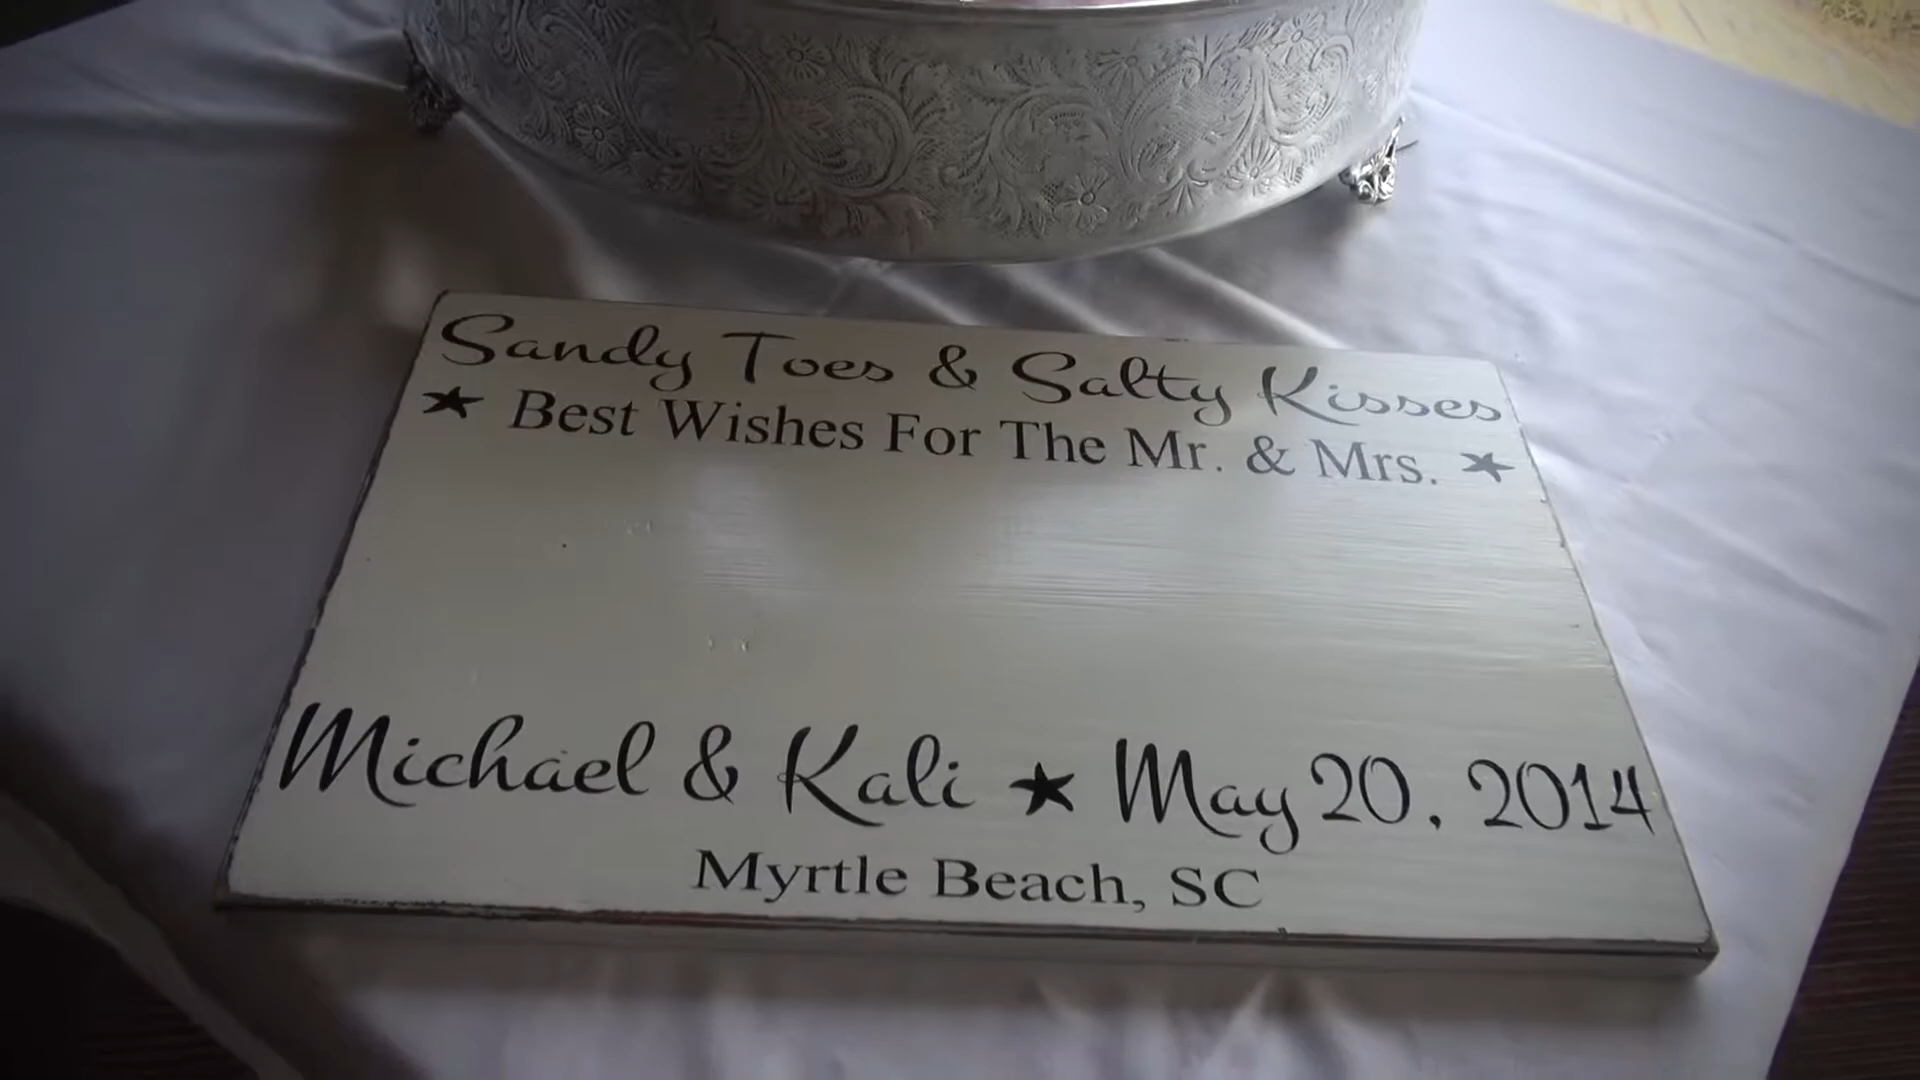 Sandy Toes & Salty Kisses
★ Best Wishes For The Mr. & Mrs. ★
Michael & Kali ★ May 20, 2014
Myrtle Beach, SC